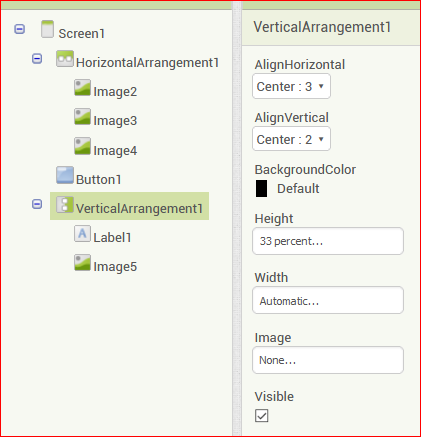 Screen1
HorizontalArrangement1
Image2
Image3
Image4
Button1
VerticalArrangement1
A Label1
Image5
VerticalArrangement1
AlignHorizontal
Center : 3
AlignVertical
Center : 2
BackgroundColor
Default
Height
33 percent...
Width
Automatic...
Image
None...
Visible